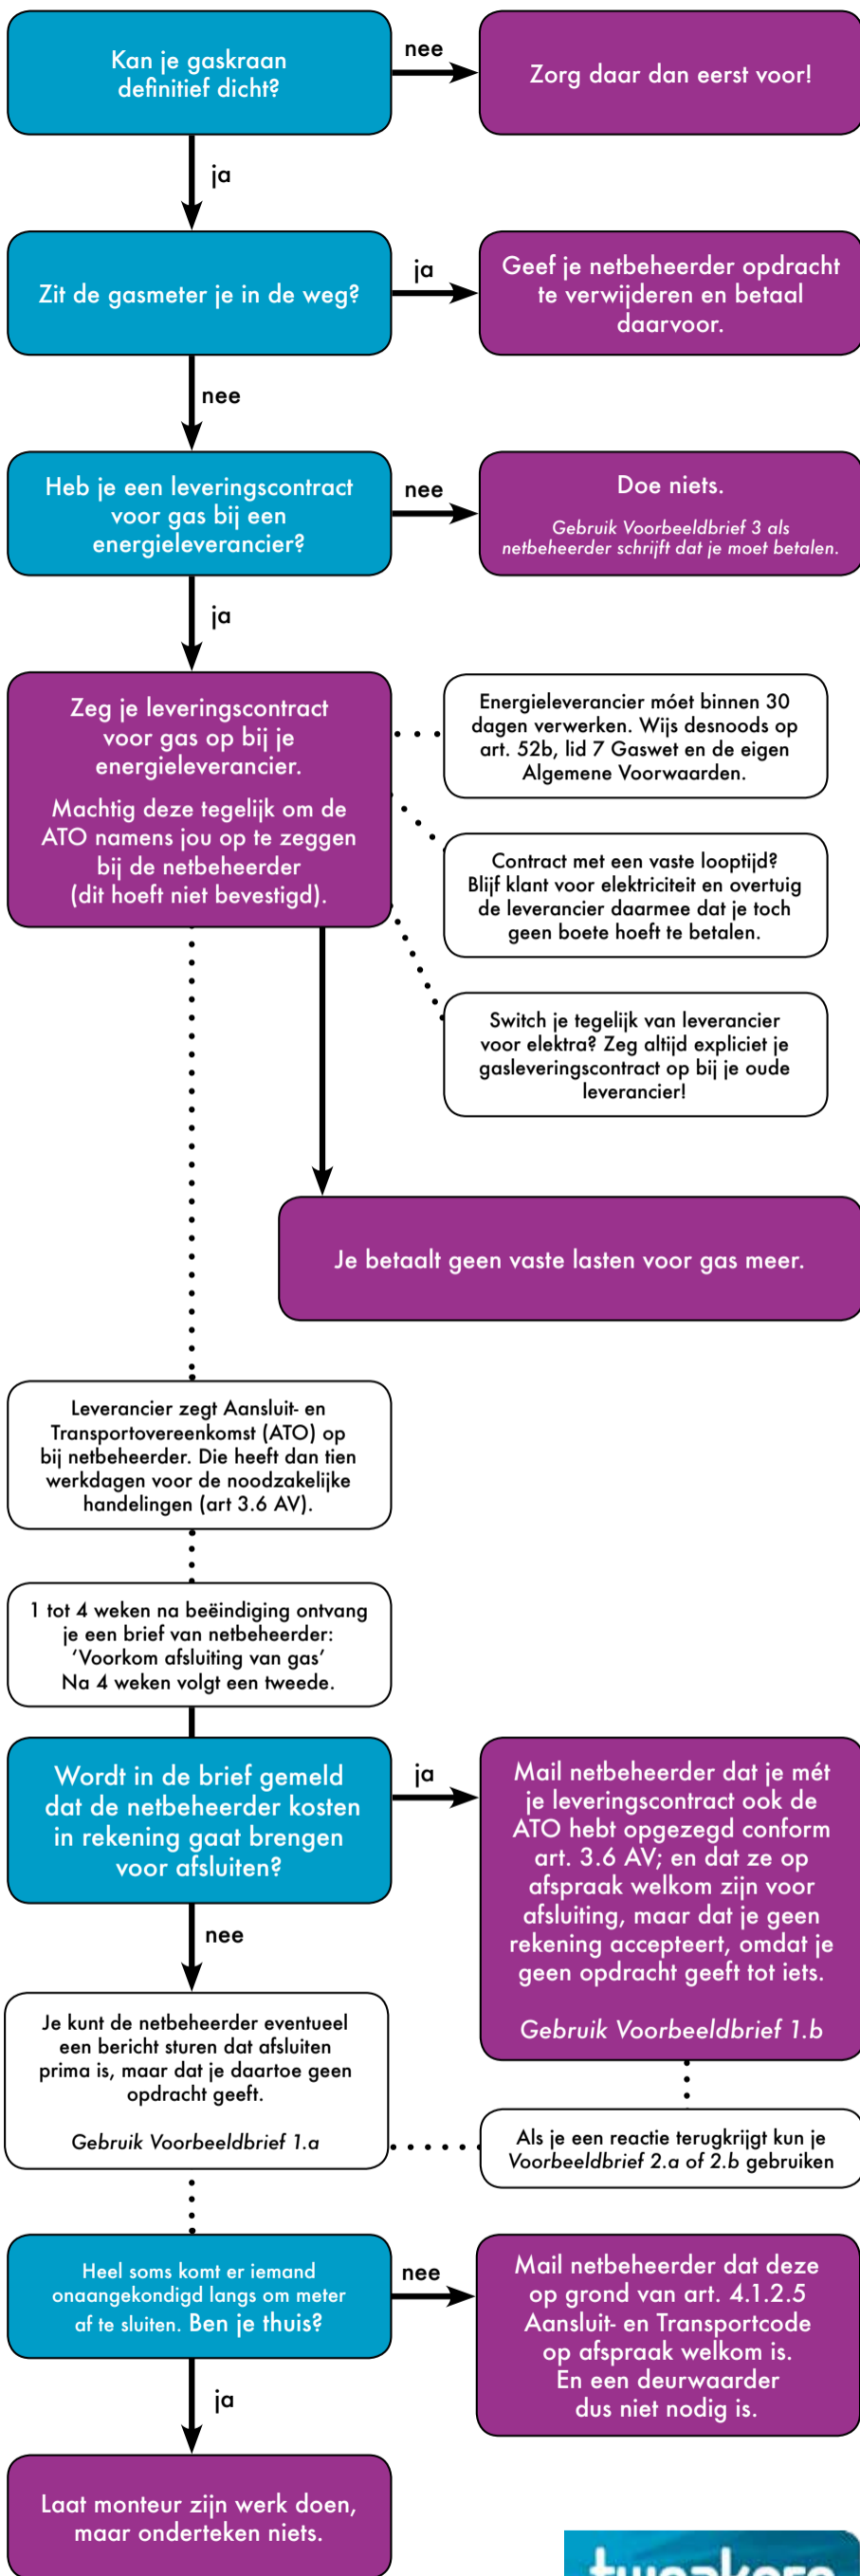 Kan je gaskraan
definitief dicht?
nee
Zorg daar dan eerst voor!
ja
Zit de gasmeter je in de weg?
ja
Geef je netbeheerder opdracht
te verwijderen en betaal
daarvoor.
nee
Heb je een leveringscontract
voor gas bij een
energieleverancier?
nee
Doe niets.
Gebruik Voorbeeldbrief 3 als
netbeheerder schrijft dat je moet betalen.
ja
Zeg je leveringscontract
voor gas op bij je
energieleverancier.
Machtig deze tegelijk om de
ATO namens jou op te zeggen
bij de netbeheerder
(dit hoeft niet bevestigd).
Energieleverancier móet binnen 30
dagen verwerken. Wijs desnoods op
art. 52b, lid 7 Gaswet en de eigen
Algemene Voorwaarden.
Contract met een vaste looptijd?
Blijf klant voor elektriciteit en overtuig
de leverancier daarmee dat je toch
geen boete hoeft te betalen.
Switch je tegelijk van leverancier
voor elektra? Zeg altijd expliciet je
gasleveringscontract op bij je oude
leverancier!
Je betaalt geen vaste lasten voor gas meer.
Leverancier zegt Aansluit- en
Transportovereenkomst (ATO) op
bij netbeheerder. Die heeft dan tien
werkdagen voor de noodzakelijke
handelingen (art 3.6 AV).
1 tot 4 weken na beëindiging ontvang
je een brief van netbeheerder:
‘Voorkom afsluiting van gas’
Na 4 weken volgt een tweede.
Wordt in de brief gemeld
dat de netbeheerder kosten
in rekening gaat brengen
voor afsluiten?
ja
Mail netbeheerder dat je mét
je leveringscontract ook de
ATO hebt opgezegd conform
art. 3.6 AV; en dat ze op
afspraak welkom zijn voor
afsluiting, maar dat je geen
rekening accepteert, omdat je
geen opdracht geeft tot iets.
Gebruik Voorbeeldbrief 1.b
nee
Je kunt de netbeheerder eventueel
een bericht sturen dat afsluiten
prima is, maar dat je daartoe geen
opdracht geeft.
Gebruik Voorbeeldbrief 1.a
Als je een reactie terugkrijgt kun je
Voorbeeldbrief 2.a of 2.b gebruiken
Heel soms komt er iemand
onaangekondigd langs om meter
af te sluiten. Ben je thuis?
nee
Mail netbeheerder dat deze
op grond van art. 4.1.2.5
Aansluit- en Transportcode
op afspraak welkom is.
En een deurwaarder
dus niet nodig is.
ja
Laat monteur zijn werk doen,
maar onderteken niets.
tweakers